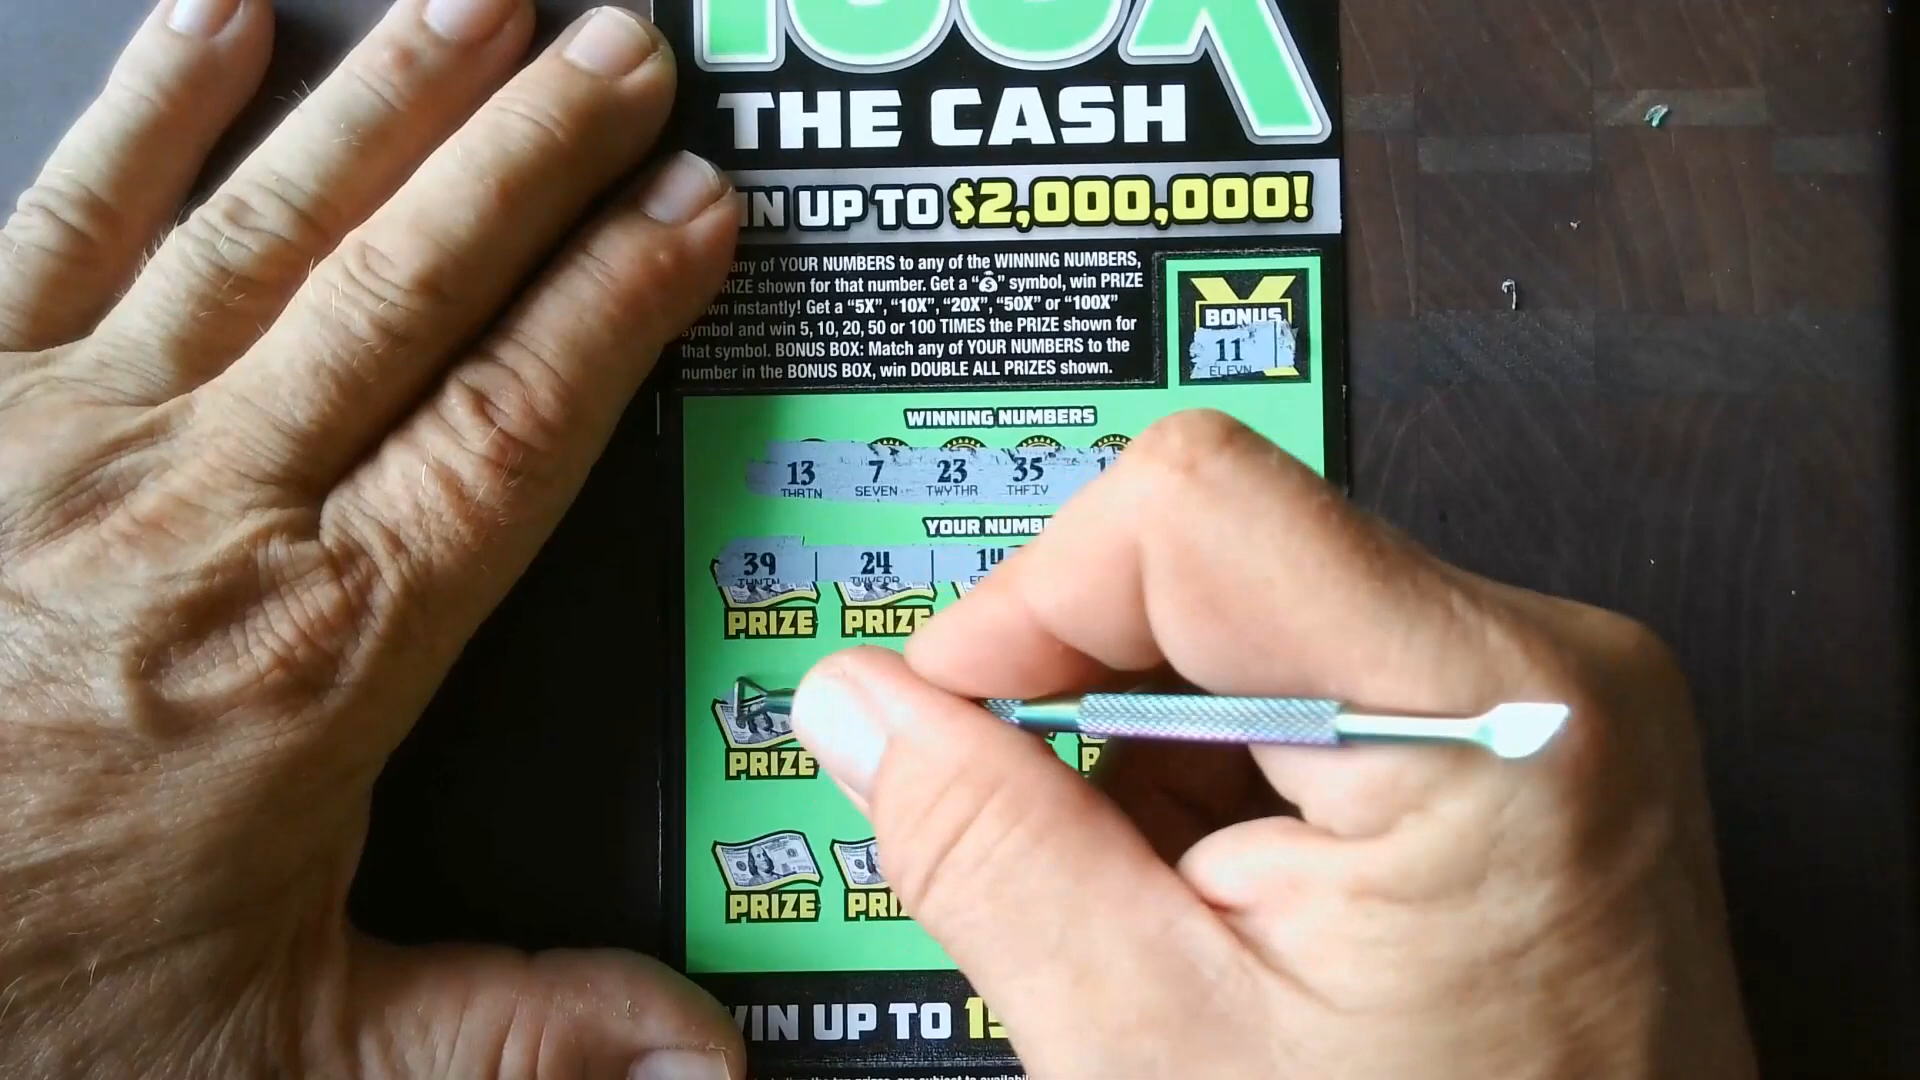 100X
THE CASH
IN UP TO $2,000,000!
any of YOUR NUMBERS to any of the WINNING NUMBERS,
shown for that number. Get a “💰” symbol, win PRIZE
instantly! Get a “5X”, “10X”, “20X”, “50X” or “100X”
symbol and win 5, 10, 20, 50 or 100 TIMES the PRIZE shown for
that symbol. BONUS BOX: Match any of YOUR NUMBERS to the
number in the BONUS BOX, win DOUBLE ALL PRIZES shown.
BONUS
11
ELEVN
WINNING NUMBERS
13 7 23 35
THRTN SEVEN TWYTHR THFIV
YOUR
39 24 14
PRIZE PRIZE
PRIZE
PRIZE
WIN UP TO